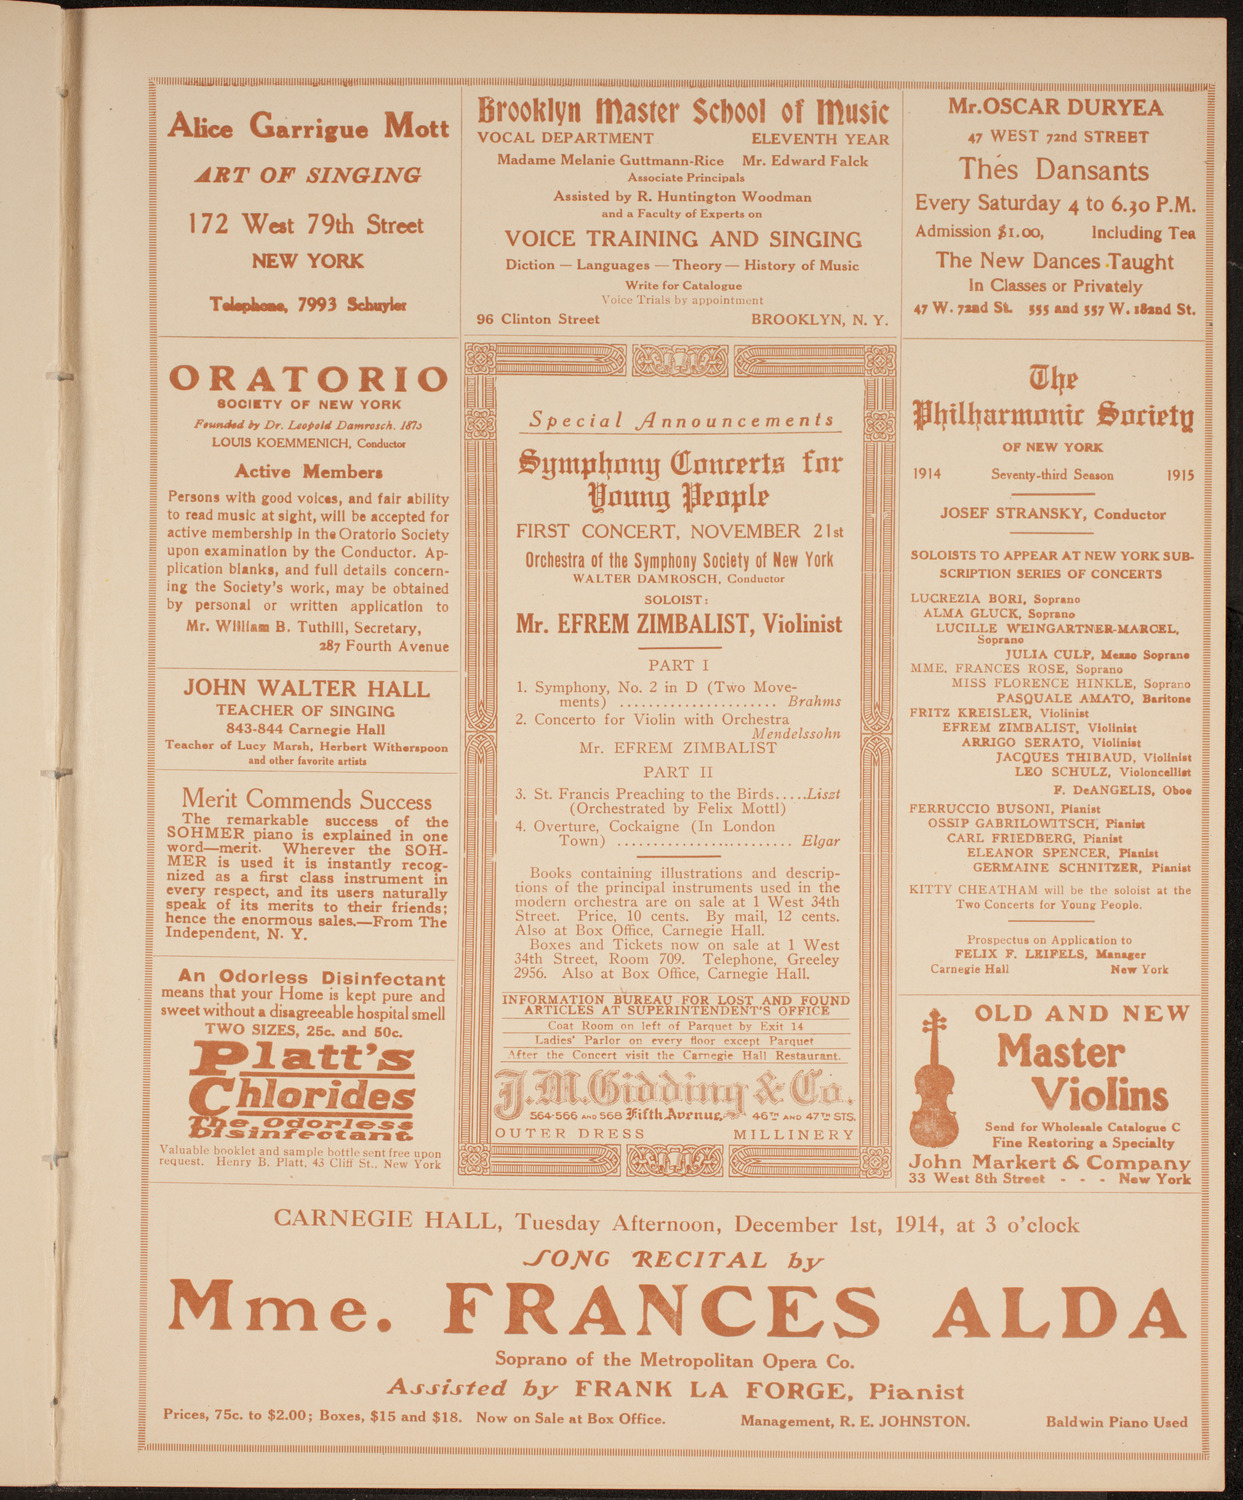 Alice Garrigue Mott
ART OF SINGING
172 West 79th Street
NEW YORK
Telephone, 7993 Schuyler
ORATORIO
SOCIETY OF NEW YORK
Founded by Dr. Leopold Damrosch, 1873
LOUIS KOEMMENICH, Conductor
Active Members
Persons with good voices, and fair ability
to read music at sight, will be accepted for
active membership in the Oratorio Society
upon examination by the Conductor. Ap-
plication blanks, and full details concern-
ing the Society's work, may be obtained
by personal or written application to
Mr. William B. Tuthill, Secretary,
287 Fourth Avenue
JOHN WALTER HALL
TEACHER OF SINGING
843-844 Carnegie Hall
Teacher of Lucy Marsh, Herbert Witherspoon
and other favorite artists
Merit Commends Success
The remarkable success of the
SOHMER piano is explained in one
word—merit. Wherever the SOH-
MER is used it is instantly recog-
nized as a first class instrument in
every respect, and its users naturally
speak of its merits to their friends;
hence the enormous sales.—From The
Independent, N. Y.
An Odorless Disinfectant
means that your Home is kept pure and
sweet without a disagreeable hospital smell
TWO SIZES, 25c. and 50c.
Platt's
Chlorides
The Odorless
Disinfectant
Valuable booklet and sample bottle sent free upon
request. Henry B. Platt, 43 Cliff St., New York
Brooklyn Master School of Music
VOCAL DEPARTMENT ELEVENTH YEAR
Madame Melanie Guttmann-Rice Mr. Edward Falck
Associate Principals
Assisted by R. Huntington Woodman
and a Faculty of Experts on
VOICE TRAINING AND SINGING
Diction — Languages — Theory — History of Music
Write for Catalogue
Voice Trials by appointment
96 Clinton Street BROOKLYN, N. Y.
Special Announcements
Symphony Concerts for
Young People
FIRST CONCERT, NOVEMBER 21st
Orchestra of the Symphony Society of New York
WALTER DAMROSCH, Conductor
SOLOIST:
Mr. EFREM ZIMBALIST, Violinist
PART I
1. Symphony, No. 2 in D (Two Move-
ments) ...................... Brahms
2. Concerto for Violin with Orchestra
Mendelssohn
Mr. EFREM ZIMBALIST
PART II
3. St. Francis Preaching to the Birds.....Liszt
(Orchestrated by Felix Mottl)
4. Overture, Cockaigne (In London
Town) ........................ Elgar
Books containing illustrations and descrip-
tions of the principal instruments used in the
modern orchestra are on sale at 1 West 34th
Street. Price, 10 cents. By mail, 12 cents.
Also at Box Office, Carnegie Hall.
Boxes and Tickets now on sale at 1 West
34th Street, Room 709. Telephone, Greeley
2956. Also at Box Office, Carnegie Hall.
INFORMATION BUREAU FOR LOST AND FOUND
ARTICLES AT SUPERINTENDENT'S OFFICE
Coat Room on left of Parquet by Exit 14
Ladies' Parlor on every floor except Parquet
After the Concert visit the Carnegie Hall Restaurant.
J.M.Gidding & Co.
564-566 AND 568 Fifth Avenue, 46TH AND 47TH STS.
OUTER DRESS MILLINERY
Mr. OSCAR DURYEA
47 WEST 72nd STREET
Thés Dansants
Every Saturday 4 to 6.30 P.M.
Admission $1.00, Including Tea
The New Dances Taught
In Classes or Privately
47 W. 72nd St. 555 and 557 W. 182nd St.
The
Philharmonic Society
OF NEW YORK
1914 Seventy-third Season 1915
JOSEF STRANSKY, Conductor
SOLOISTS TO APPEAR AT NEW YORK SUB-
SCRIPTION SERIES OF CONCERTS
LUCREZIA BORI, Soprano
ALMA GLUCK, Soprano
LUCILLE WEINGARTNER-MARCEL,
Soprano
JULIA CULP, Mezzo Soprano
MME. FRANCES ROSE, Soprano
MISS FLORENCE HINKLE, Soprano
PASQUALE AMATO, Baritone
FRITZ KREISLER, Violinist
EFREM ZIMBALIST, Violinist
ARRIGO SERATO, Violinist
JACQUES THIBAUD, Violinist
LEO SCHULZ, Violoncellist
F. DeANGELIS, Oboe
FERRUCCIO BUSONI, Pianist
OSSIP GABRILOWITSCH, Pianist
CARL FRIEDBERG, Pianist
ELEANOR SPENCER, Pianist
GERMAINE SCHNITZER, Pianist
KITTY CHEATHAM will be the soloist at the
Two Concerts for Young People.
Prospectus on Application to
FELIX F. LEIFELS, Manager
Carnegie Hall New York
OLD AND NEW
Master
Violins
Send for Wholesale Catalogue C
Fine Restoring a Specialty
John Markert & Company
33 West 8th Street - - - New York
CARNEGIE HALL, Tuesday Afternoon, December 1st, 1914, at 3 o'clock
SONG RECITAL by
Mme. FRANCES ALDA
Soprano of the Metropolitan Opera Co.
Assisted by FRANK LA FORGE, Pianist
Prices, 75c. to $2.00; Boxes, $15 and $18. Now on Sale at Box Office. Management, R. E. JOHNSTON. Baldwin Piano Used